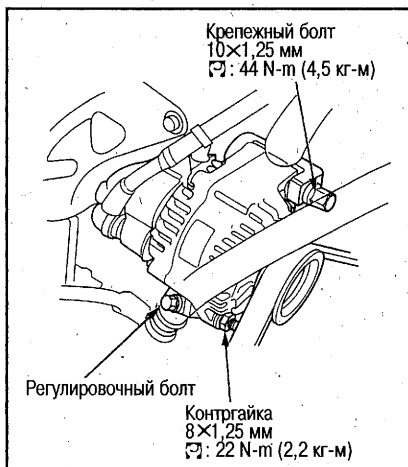 Крепежный болт
10×1,25 мм
: 44 N-m (4,5 кг-м)
Регулировочный болт
Контргайка
8×1,25 мм
: 22 N-m (2,2 кг-м)